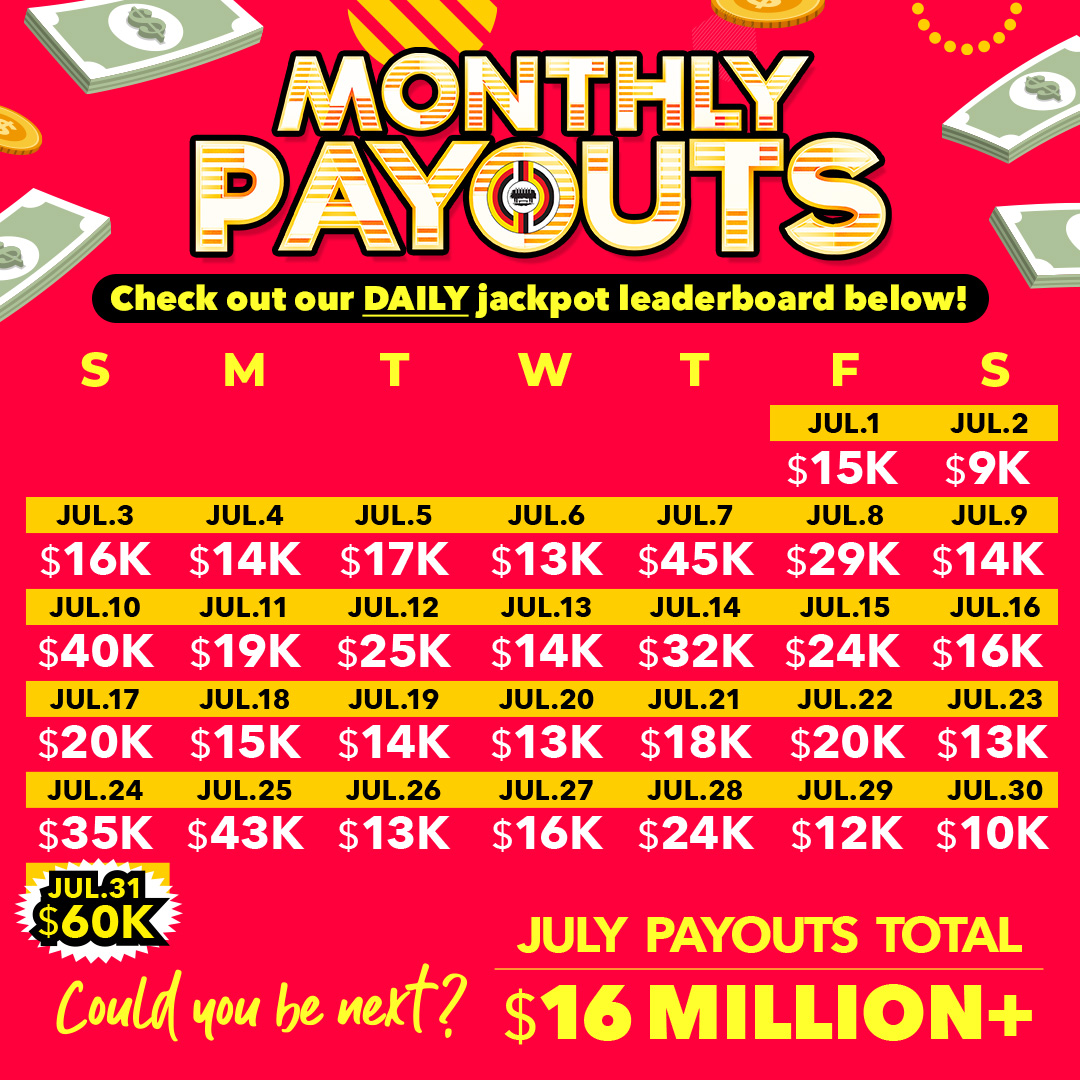 MONTHLY
PAYOUTS
Check out our DAILY jackpot leaderboard below!
S M T W T F S
JUL.1 JUL.2
$15K $9K
JUL.3 JUL.4 JUL.5 JUL.6 JUL.7 JUL.8 JUL.9
$16K $14K $17K $13K $45K $29K $14K
JUL.10 JUL.11 JUL.12 JUL.13 JUL.14 JUL.15 JUL.16
$40K $19K $25K $14K $32K $24K $16K
JUL.17 JUL.18 JUL.19 JUL.20 JUL.21 JUL.22 JUL.23
$20K $15K $14K $13K $18K $20K $13K
JUL.24 JUL.25 JUL.26 JUL.27 JUL.28 JUL.29 JUL.30
$35K $43K $13K $16K $24K $12K $10K
JUL.31
$60K
JULY PAYOUTS TOTAL
Could you be next?
$16 MILLION+